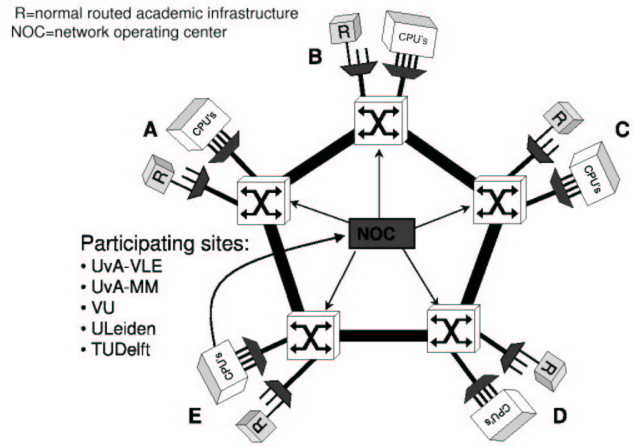 R=normal routed academic infrastructure
NOC=network operating center
B
R
CPU's
A
CPU's
R
C
R
CPU's
NOC
Participating sites:
• UvA-VLE
• UvA-MM
• VU
• ULeiden
• TUDelft
CPU's
E
R
R
CPU's
D